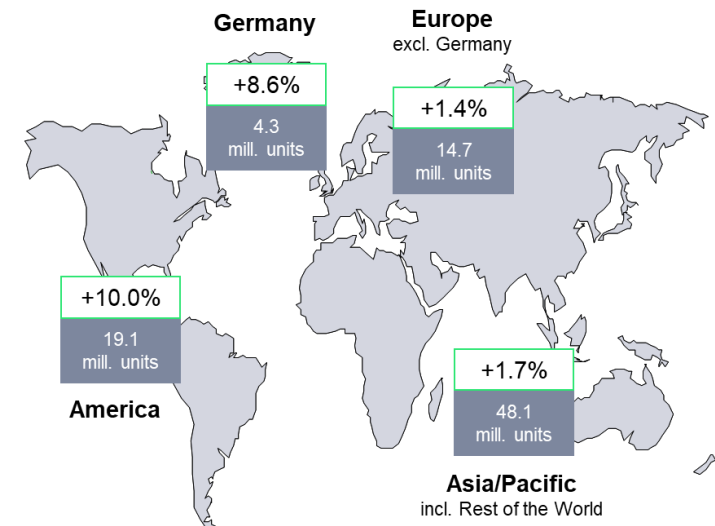 Germany
+8.6%
4.3
mill. units
Europe
excl. Germany
+1.4%
14.7
mill. units
+10.0%
19.1
mill. units
America
+1.7%
48.1
mill. units
Asia/Pacific
incl. Rest of the World